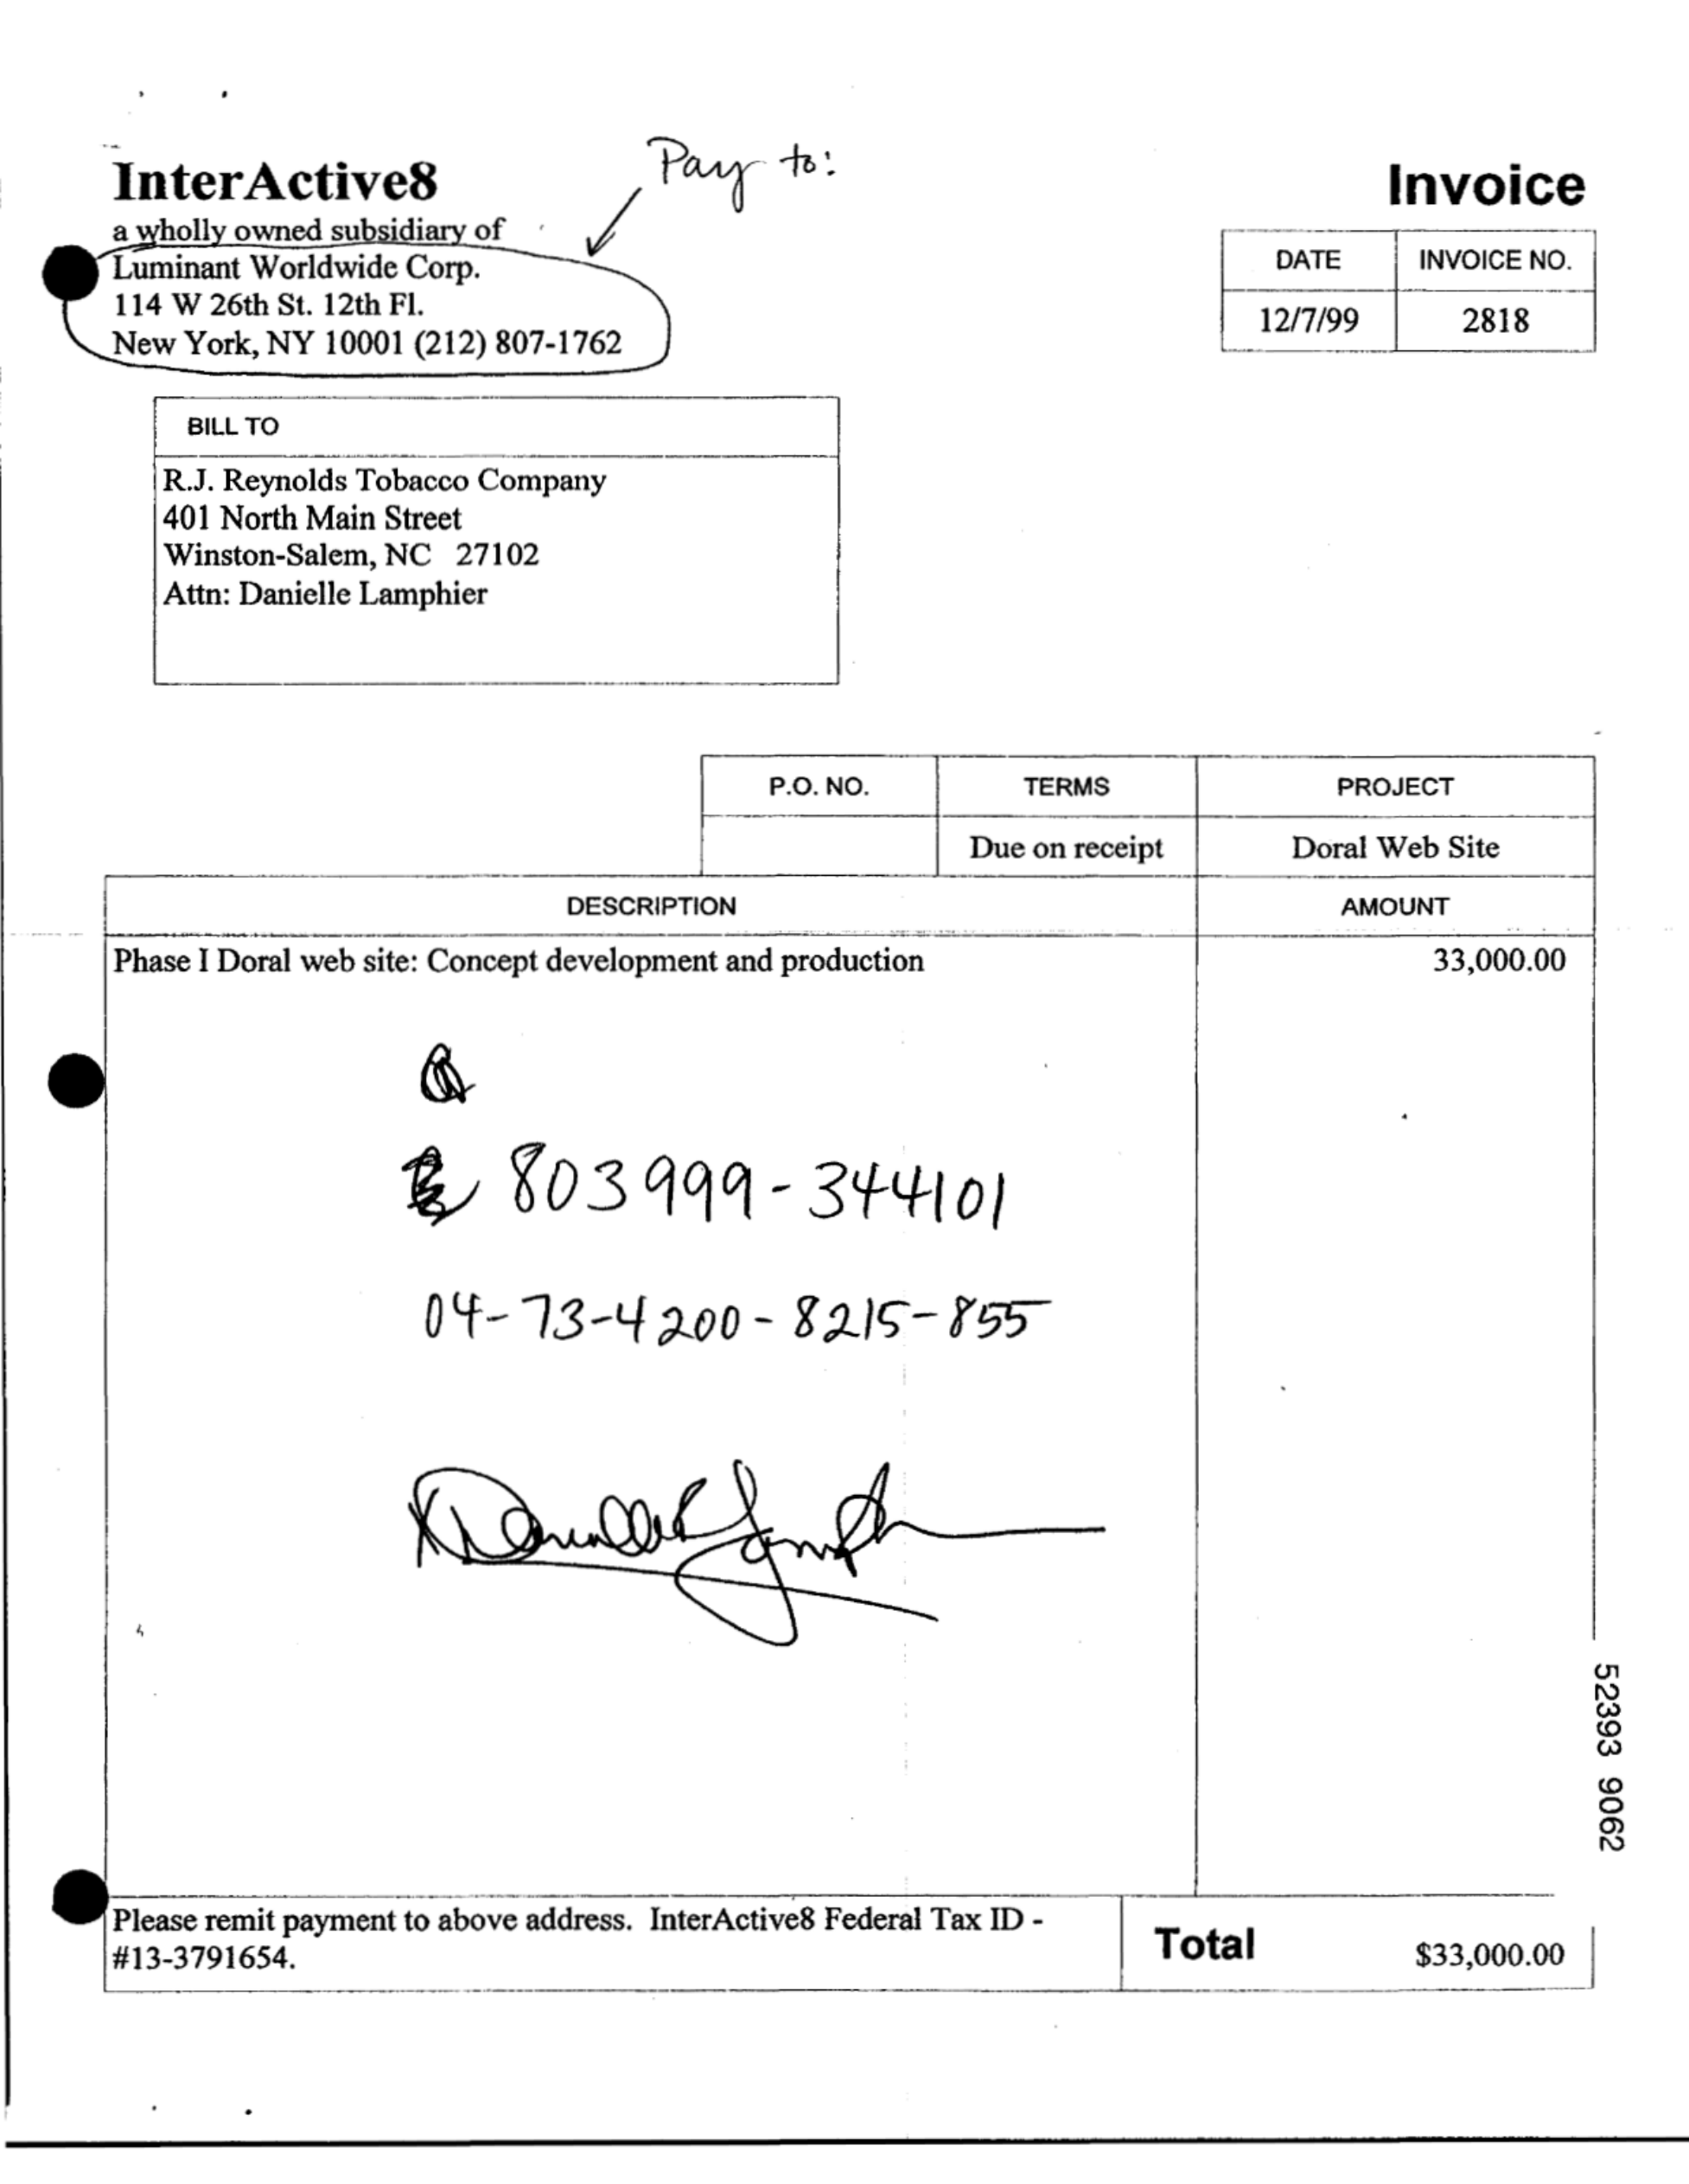 Pay to:
InterActive8
a wholly owned subsidiary of
Luminant Worldwide Corp.
114 W 26th St. 12th Fl.
New York, NY 10001 (212) 807-1762
Invoice
DATE INVOICE NO.
12/7/99 2818
BILL TO
R.J. Reynolds Tobacco Company
401 North Main Street
Winston-Salem, NC 27102
Attn: Danielle Lamphier
P.O. NO. TERMS PROJECT
Due on receipt Doral Web Site
DESCRIPTION AMOUNT
Phase I Doral web site: Concept development and production 33,000.00
803999-344101
04-73-4200-8215-855
52393 9062
Please remit payment to above address. InterActive8 Federal Tax ID -
#13-3791654.
Total $33,000.00